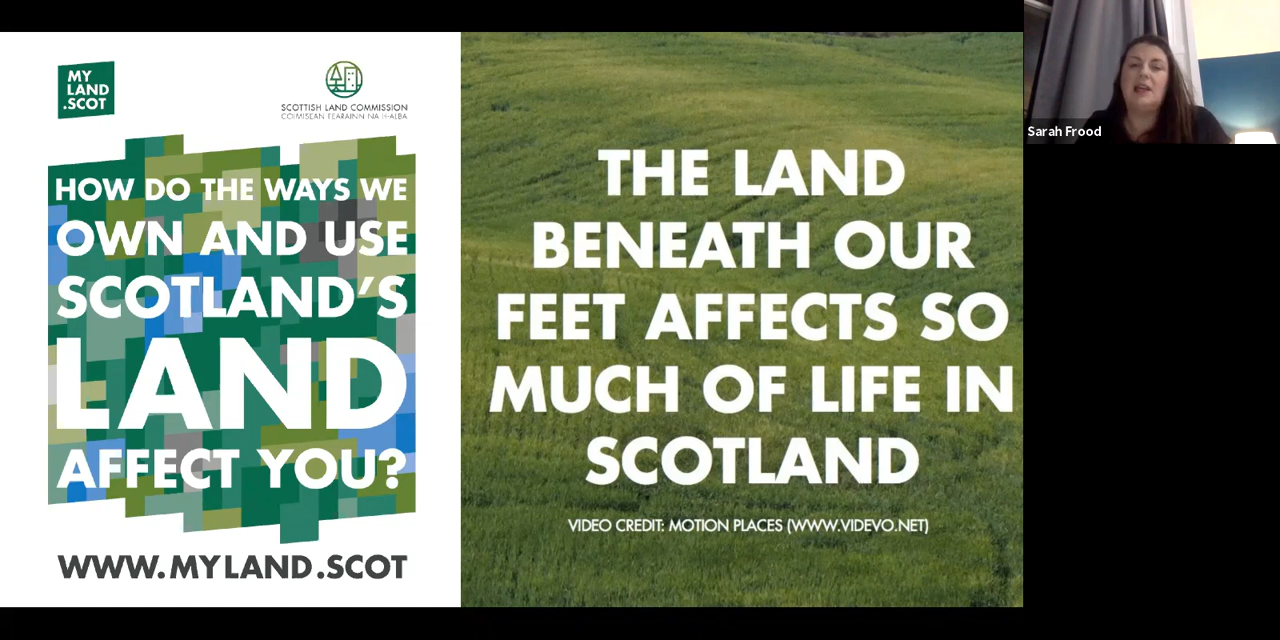 MY
LAND
.SCOT
SCOTTISH LAND COMMISSION
COIMISEAN FEARAINN NA H-ALBA
HOW DO THE WAYS WE
OWN AND USE
SCOTLAND'S
LAND
AFFECT YOU?
WWW.MYLAND.SCOT
THE LAND
BENEATH OUR
FEET AFFECTS SO
MUCH OF LIFE IN
SCOTLAND
VIDEO CREDIT: MOTION PLACES (WWW.VIDEVO.NET)
Sarah Frood